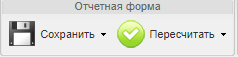 Отчетная форма
Сохранить Пересчитать